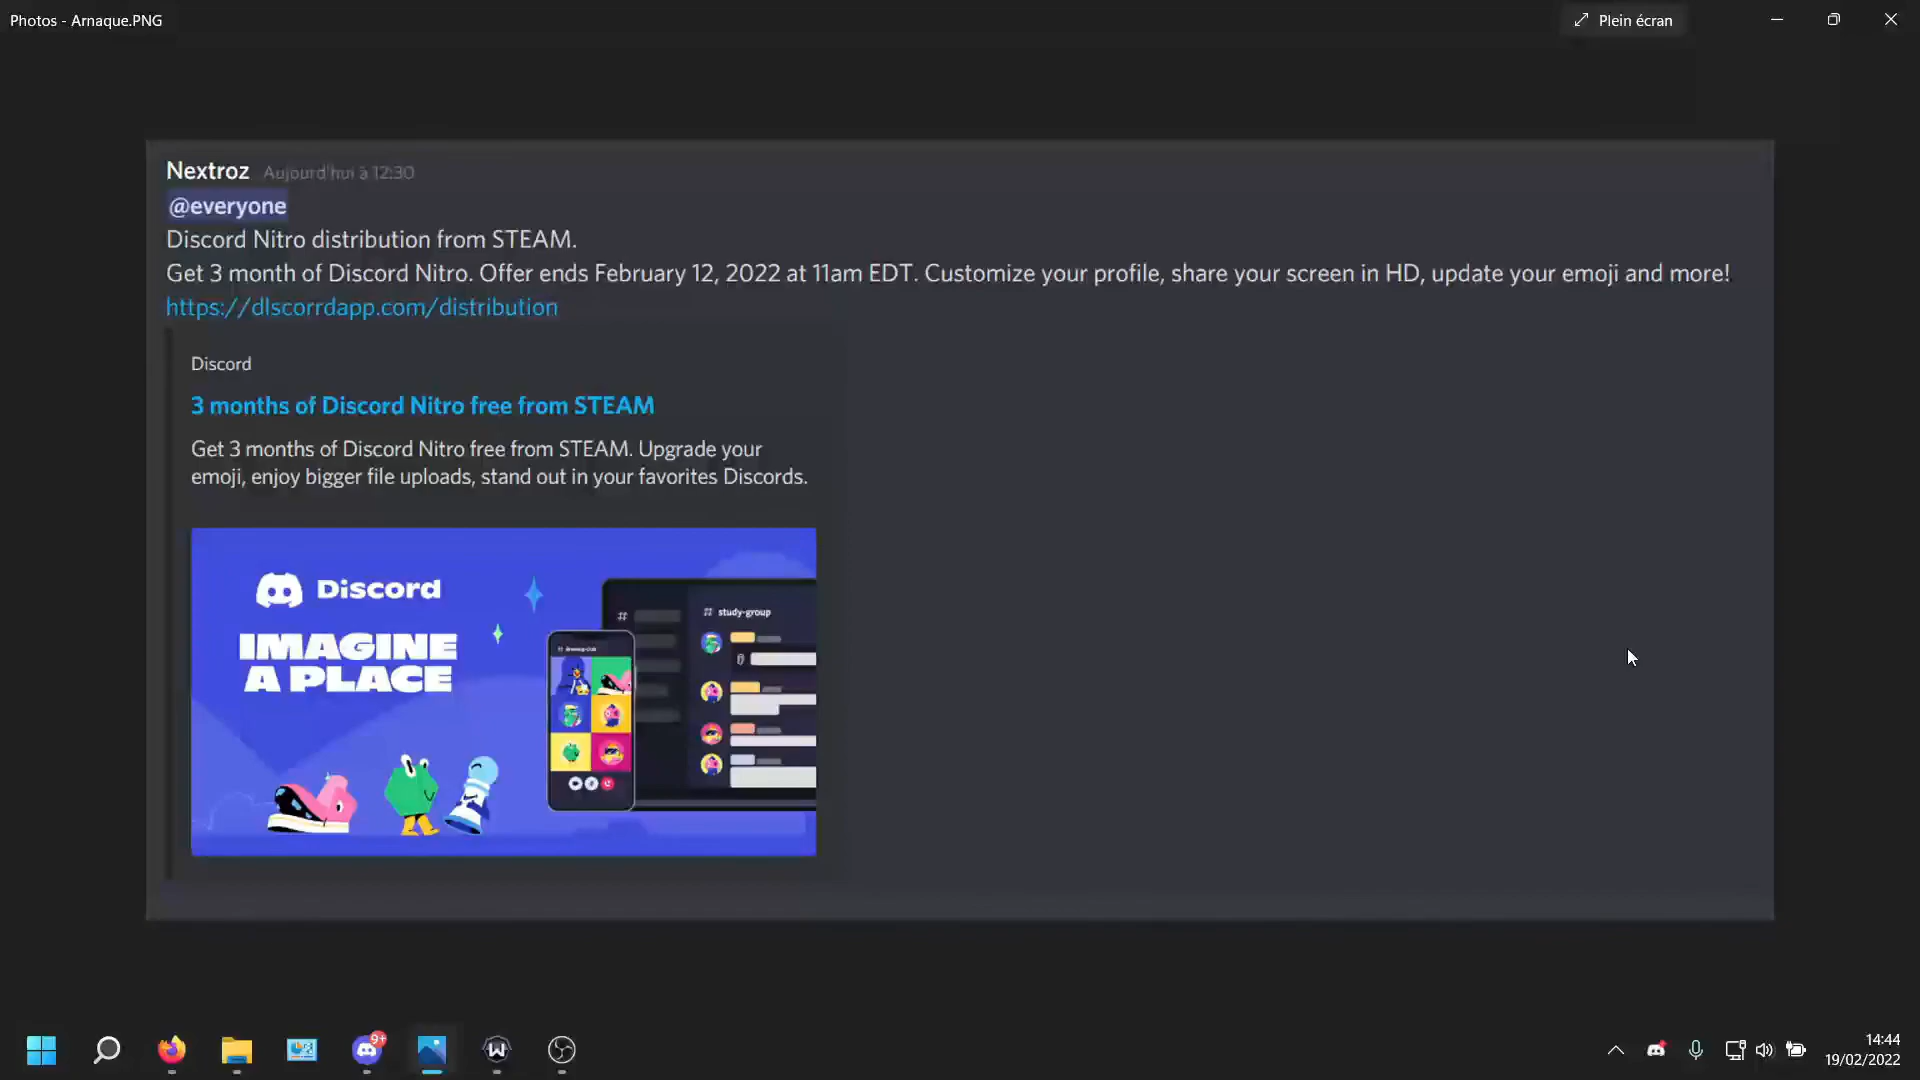 Photos - Arnaque.PNG
Plein écran
Nextroz Aujourd'hui à 12:30
@everyone
Discord Nitro distribution from STEAM.
Get 3 month of Discord Nitro. Offer ends February 12, 2022 at 11am EDT. Customize your profile, share your screen in HD, update your emoji and more!
https://dlscorrdapp.com/distribution
Discord
3 months of Discord Nitro free from STEAM
Get 3 months of Discord Nitro free from STEAM. Upgrade your
emoji, enjoy bigger file uploads, stand out in your favorites Discords.
Discord
IMAGINE
A PLACE
#
# study-group
9+
W
14:44
19/02/2022